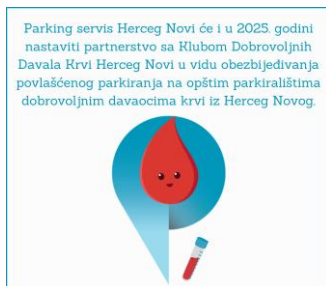 Parking servis Herceg Novi će i u 2025. godini
nastaviti partnerstvo sa Klubom Dobrovoljnih
Davala Krvi Herceg Novi u vidu obezbijeđivanja
povlašćenog parkiranja na opštim parkiralištima
dobrovoljnim davaocima krvi iz Herceg Novog.